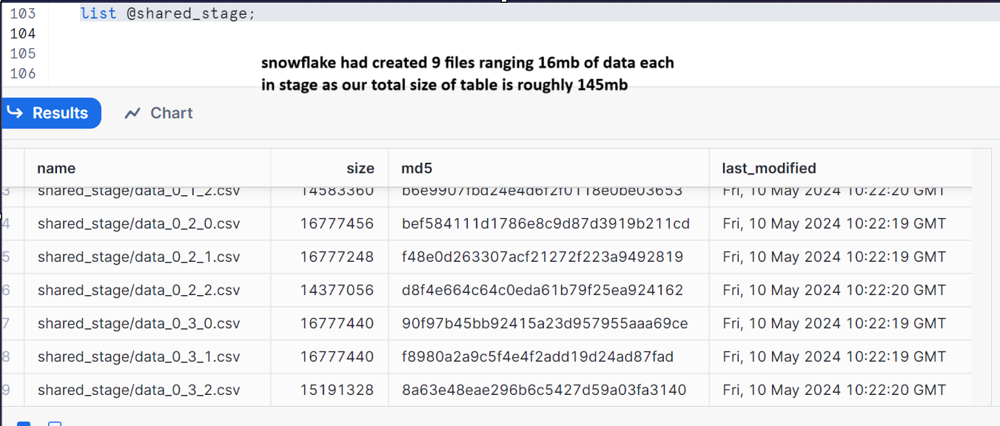 103 list @shared_stage;
104
105
106
snowflake had created 9 files ranging 16mb of data each
in stage as our total size of table is roughly 145mb
Results Chart
name size md5 last_modified
3 shared_stage/data_0_1_2.csv 14583360 b6e9907fbd24e4d6f2f0118e0be03653 Fri, 10 May 2024 10:22:20 GMT
4 shared_stage/data_0_2_0.csv 16777456 bef584111d1786e8c9d87d3919b211cd Fri, 10 May 2024 10:22:19 GMT
5 shared_stage/data_0_2_1.csv 16777248 f48e0d263307acf21272f223a9492819 Fri, 10 May 2024 10:22:19 GMT
6 shared_stage/data_0_2_2.csv 14377056 d8f4e664c64c0eda61b79f25ea924162 Fri, 10 May 2024 10:22:20 GMT
7 shared_stage/data_0_3_0.csv 16777440 90f97b45bb92415a23d957955aaa69ce Fri, 10 May 2024 10:22:19 GMT
8 shared_stage/data_0_3_1.csv 16777440 f8980a2a9c5f4e4f2add19d24ad87fad Fri, 10 May 2024 10:22:19 GMT
9 shared_stage/data_0_3_2.csv 15191328 8a63e48eae296b6c5427d59a03fa3140 Fri, 10 May 2024 10:22:20 GMT